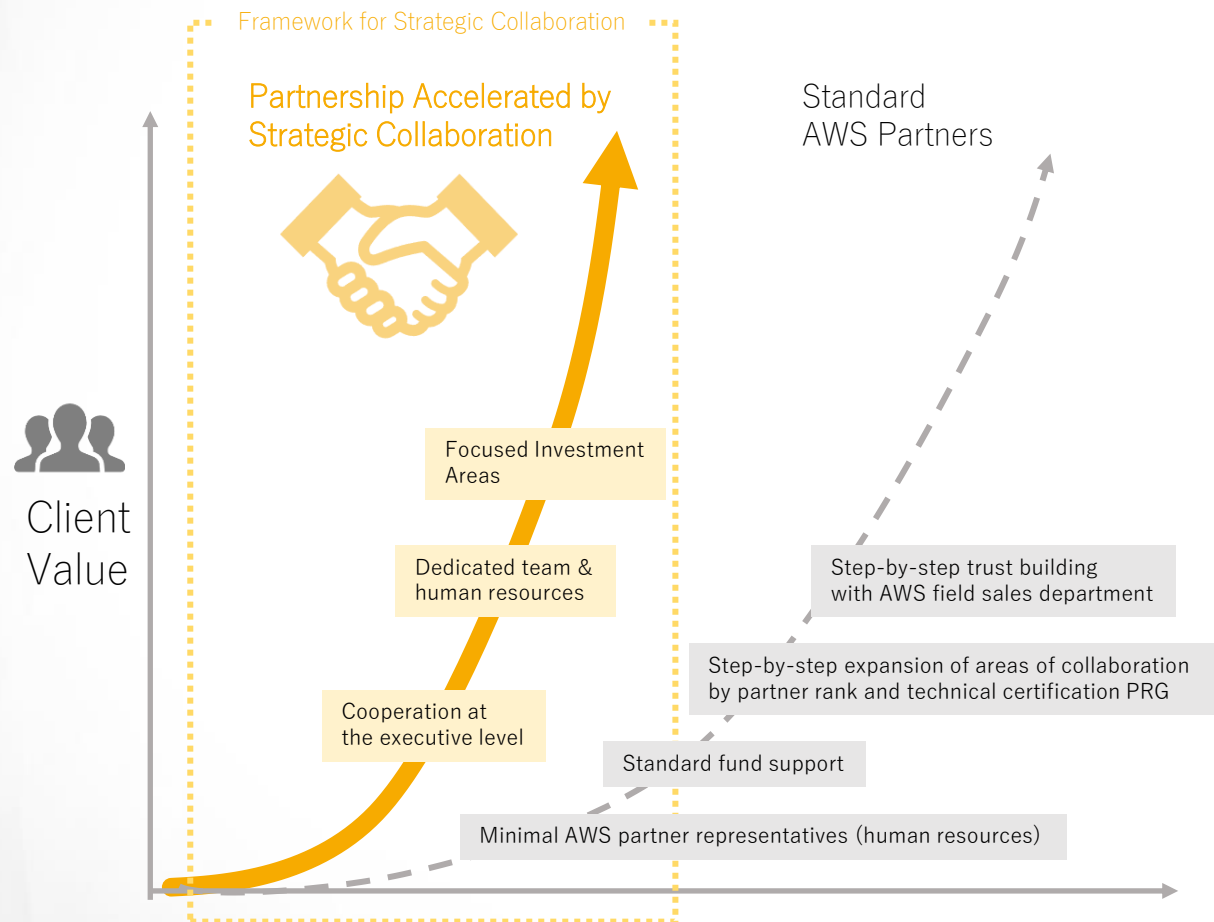 Framework for Strategic Collaboration
Partnership Accelerated by
Strategic Collaboration
Standard
AWS Partners
Client
Value
Focused Investment
Areas
Dedicated team &
human resources
Cooperation at
the executive level
Step-by-step trust building
with AWS field sales department
Step-by-step expansion of areas of collaboration
by partner rank and technical certification PRG
Standard fund support
Minimal AWS partner representatives (human resources)